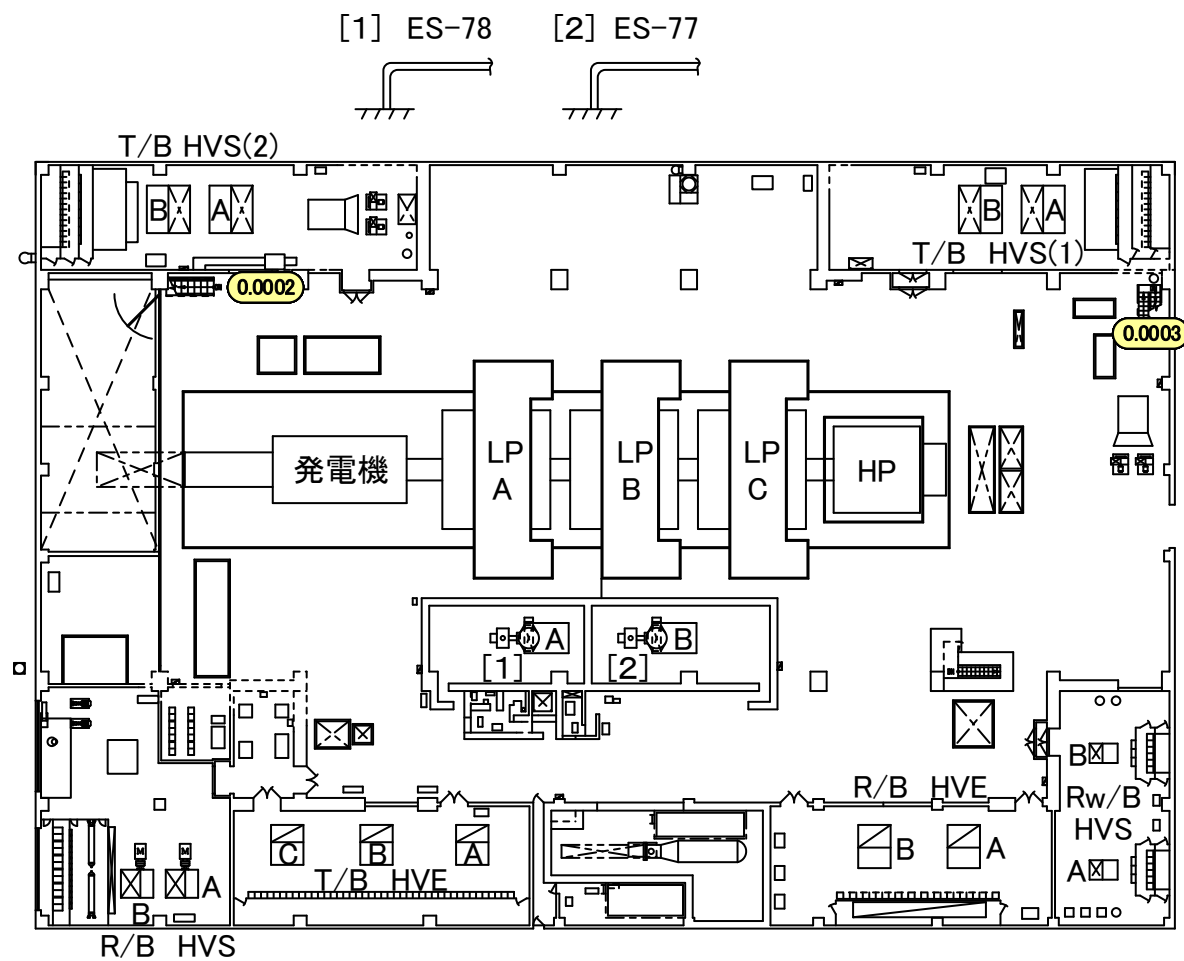 [1] ES-78 [2] ES-77
T/B HVS(2)
B A
B A
T/B HVS(1)
0.0002
0.0003
発電機
LP A
LP B
LP C
HP
A
B
[1]
[2]
R/B HVE
B
Rw/B HVS
A
C B A
T/B HVE
B A
M M
A
B
R/B HVS